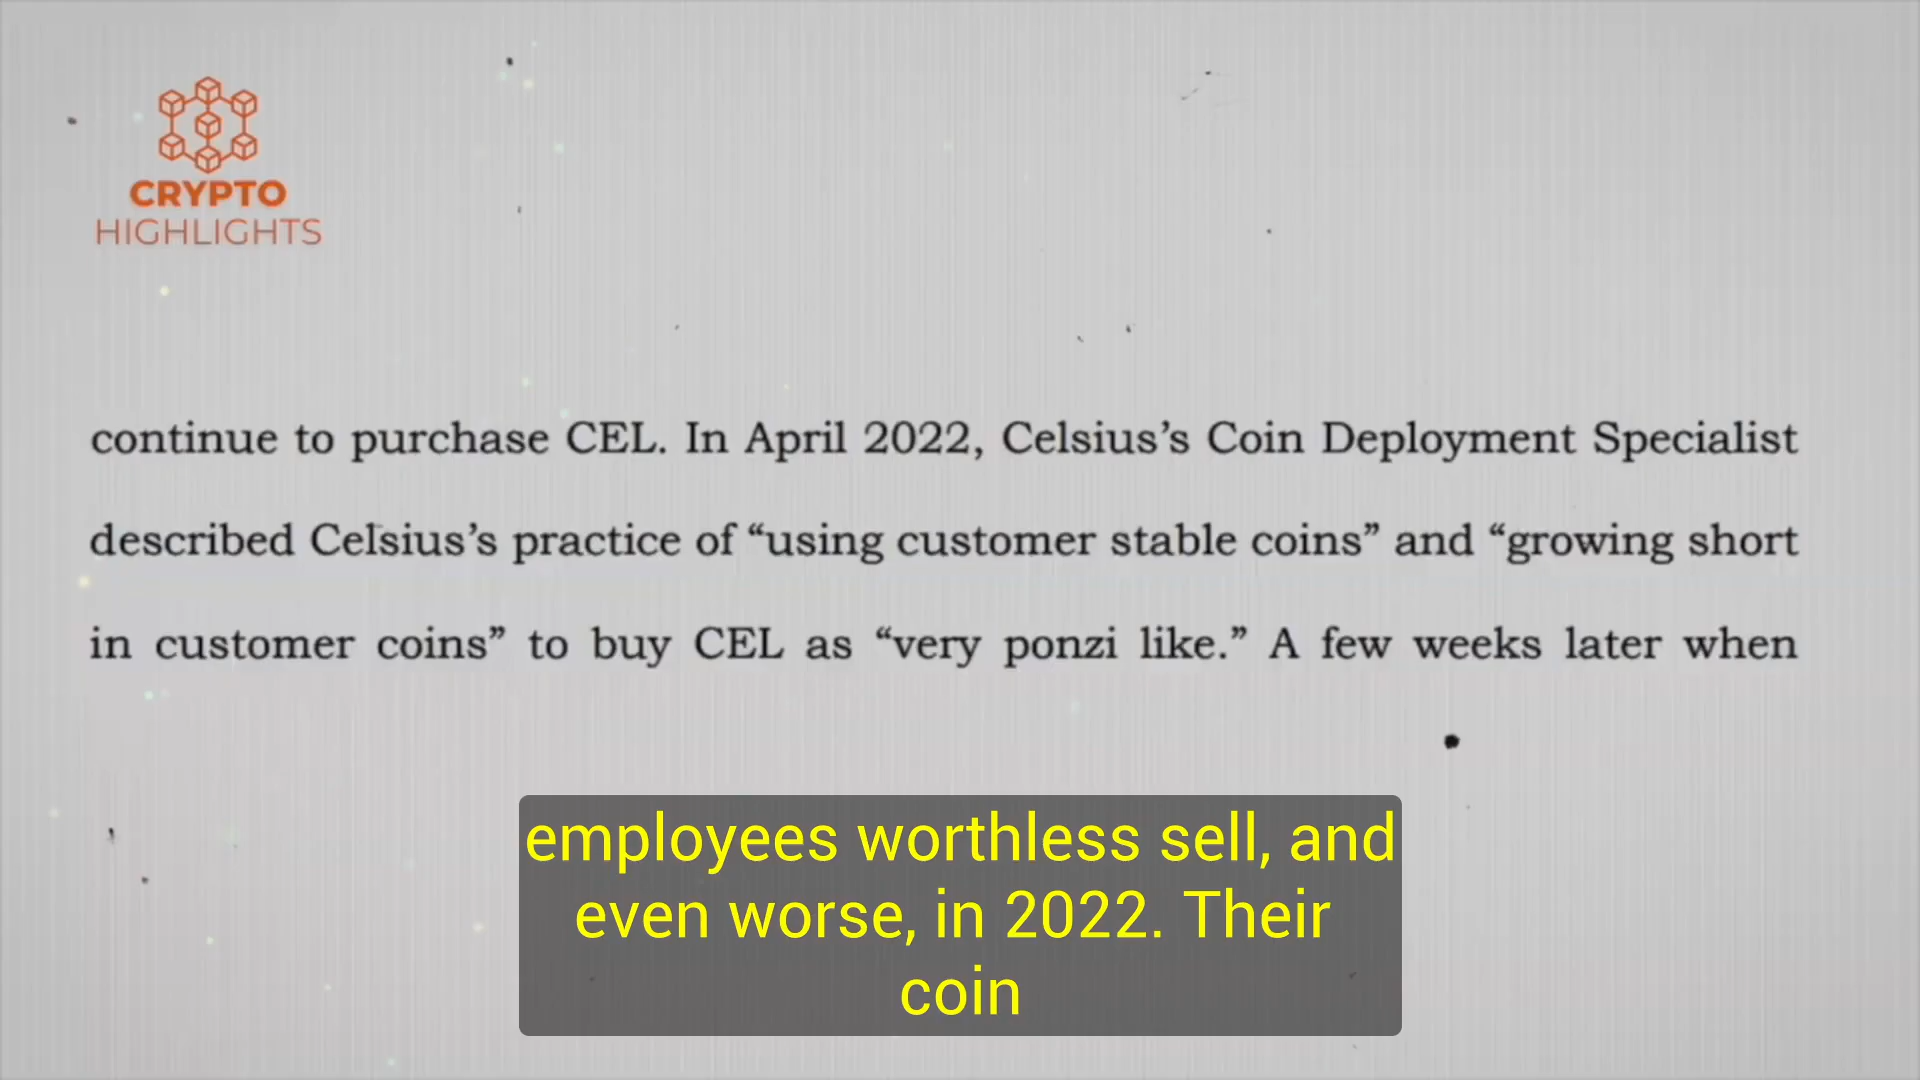 CRYPTO
HIGHLIGHTS
continue to purchase CEL. In April 2022, Celsius’s Coin Deployment Specialist
described Celsius’s practice of “using customer stable coins” and “growing short
in customer coins” to buy CEL as “very ponzi like.” A few weeks later when
employees worthless sell, and
even worse, in 2022. Their
coin